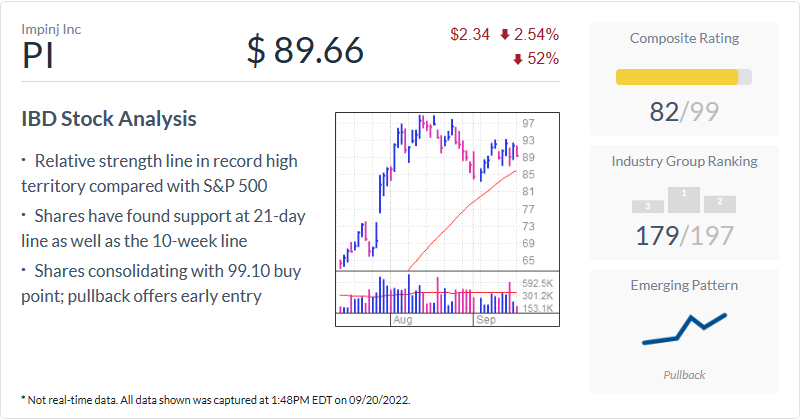 Impinj Inc
PI
$ 89.66
$2.34 2.54%
52%
IBD Stock Analysis
· Relative strength line in record high
territory compared with S&P 500
· Shares have found support at 21-day
line as well as the 10-week line
· Shares consolidating with 99.10 buy
point; pullback offers early entry
97
93
89
85
81
77
73
69
65
592.5K
301.2K
153.1K
Aug Sep
Composite Rating
82/99
Industry Group Ranking
3 1 2
179/197
Emerging Pattern
Pullback
* Not real-time data. All data shown was captured at 1:48PM EDT on 09/20/2022.